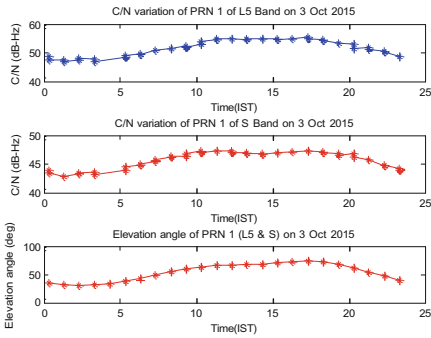 C/N variation of PRN 1 of L5 Band on 3 Oct 2015
C/N (dB-Hz)
60
50
40
0 5 10 15 20 25
Time(IST)
C/N variation of PRN 1 of S Band on 3 Oct 2015
C/N (dB-Hz)
50
45
40
0 5 10 15 20 25
Time(IST)
Elevation angle of PRN 1 (L5 & S) on 3 Oct 2015
Elevation angle (deg)
100
50
0
0 5 10 15 20 25
Time(IST)